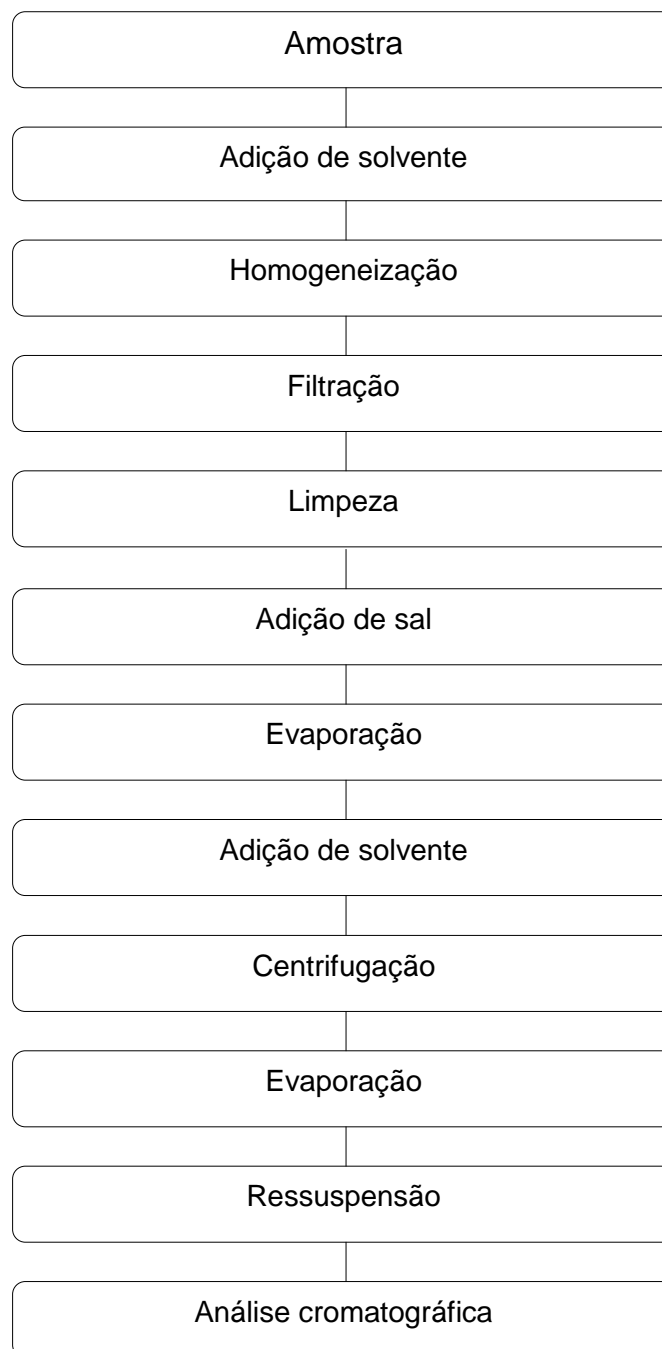 Amostra
Adição de solvente
Homogeneização
Filtração
Limpeza
Adição de sal
Evaporação
Adição de solvente
Centrifugação
Evaporação
Ressuspensão
Análise cromatográfica